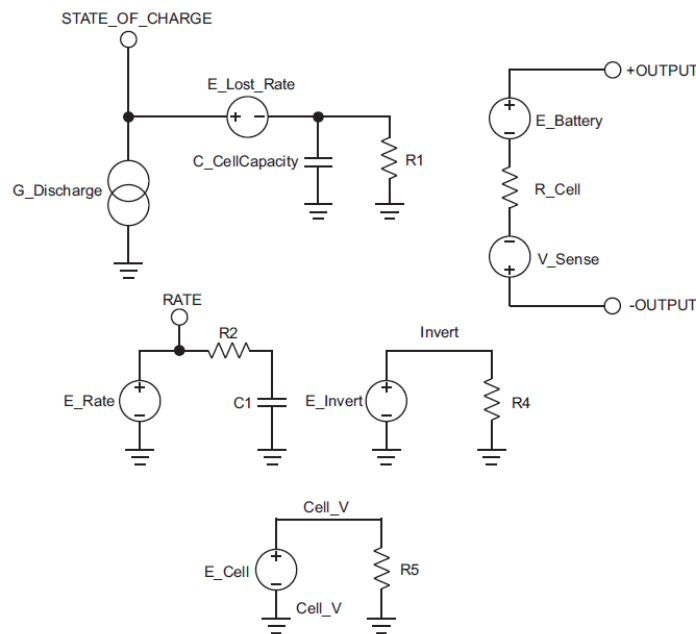 STATE_OF_CHARGE
E_Lost_Rate
+ -
C_CellCapacity
R1
G_Discharge
+OUTPUT
+
-
E_Battery
R_Cell
-
+
V_Sense
-OUTPUT
RATE
R2
+
-
E_Rate
C1
Invert
+
-
E_Invert
R4
Cell_V
+
-
E_Cell
R5
Cell_V